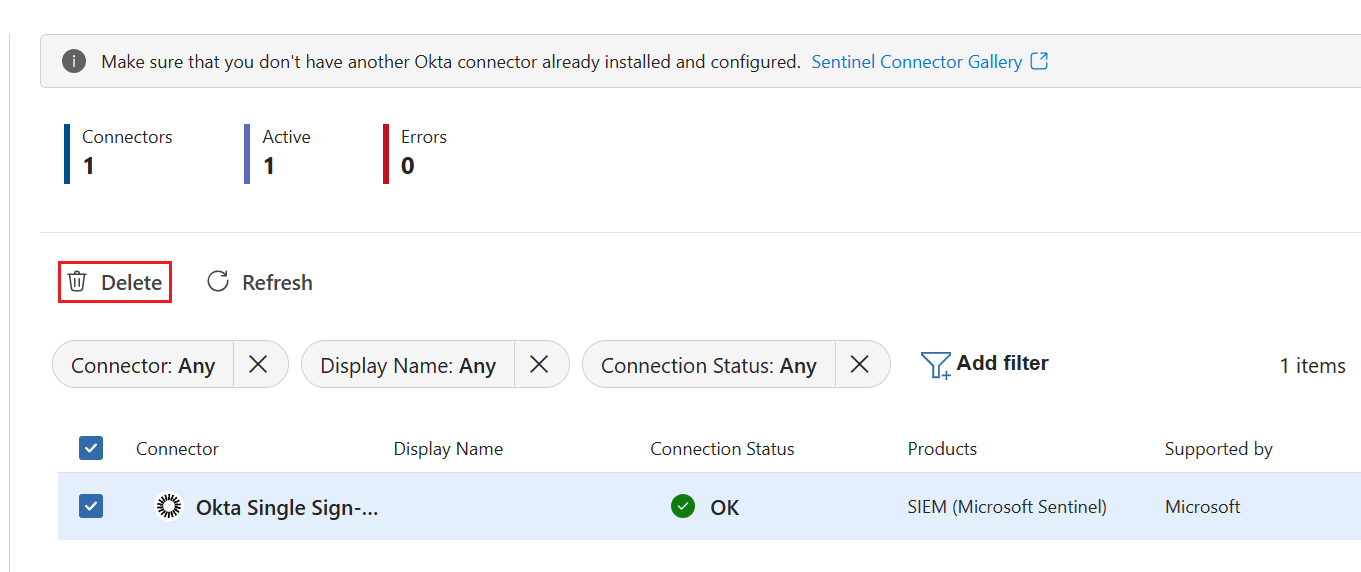 Make sure that you don't have another Okta connector already installed and configured. Sentinel Connector Gallery
Connectors Active Errors
1 1 0
Delete Refresh
Connector: Any Display Name: Any Connection Status: Any Add filter 1 items
Connector Display Name Connection Status Products Supported by
Okta Single Sign-... OK SIEM (Microsoft Sentinel) Microsoft